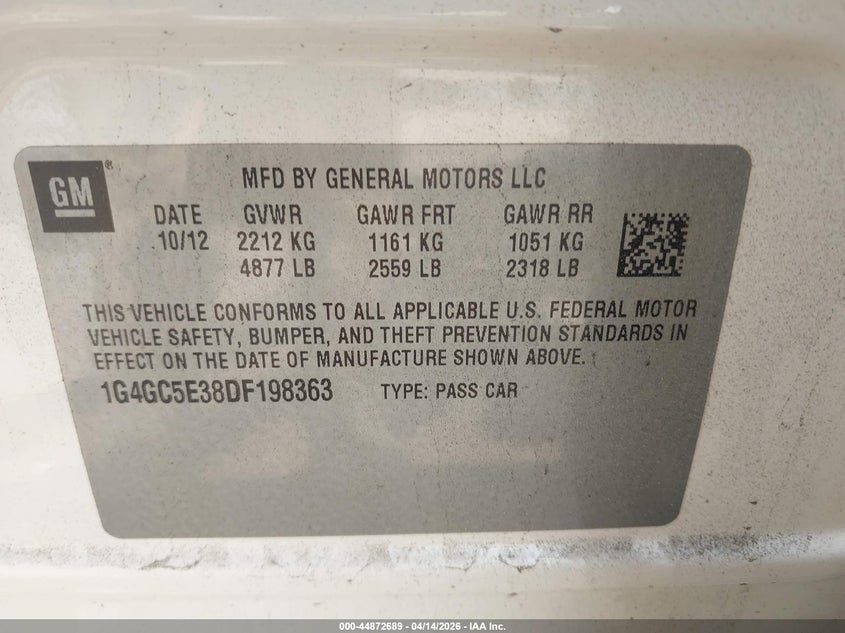 GM®
MFD BY GENERAL MOTORS LLC
DATE GVWR GAWR FRT GAWR RR
10/12 2212 KG 1161 KG 1051 KG
4877 LB 2559 LB 2318 LB
THIS VEHICLE CONFORMS TO ALL APPLICABLE U.S. FEDERAL MOTOR
VEHICLE SAFETY, BUMPER, AND THEFT PREVENTION STANDARDS IN
EFFECT ON THE DATE OF MANUFACTURE SHOWN ABOVE.
1G4GC5E38DF198363 TYPE: PASS CAR
000-44872689 - 04/14/2026 - IAA Inc.